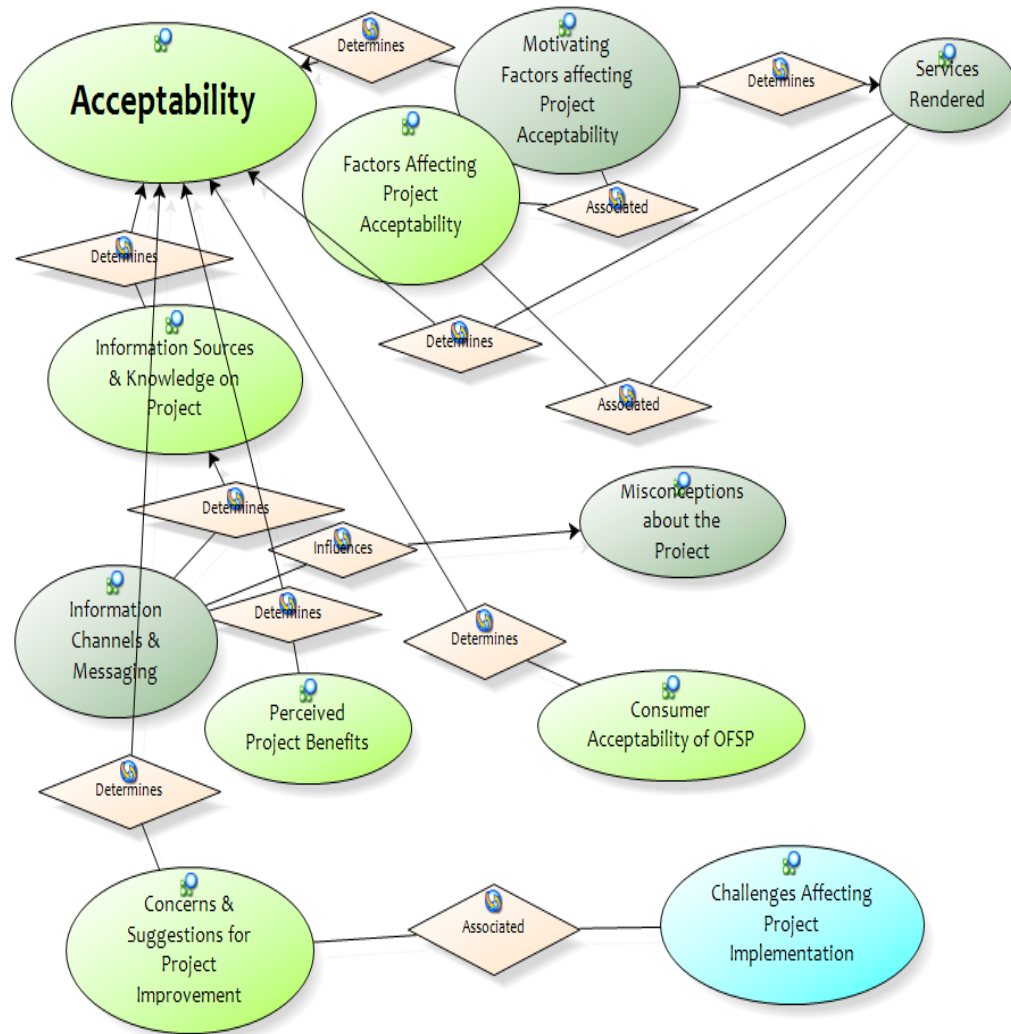 Acceptability
Determines
Motivating
Factors affecting
Project
Acceptability
Determines
Services
Rendered
Factors Affecting
Project
Acceptability
Associated
Determines
Information Sources
& Knowledge on
Project
Determines
Associated
Determines
Influences
Misconceptions
about the
Project
Information
Channels &
Messaging
Determines
Determines
Perceived
Project Benefits
Consumer
Acceptability of OFSP
Determines
Concerns &
Suggestions for
Project
Improvement
Associated
Challenges Affecting
Project
Implementation